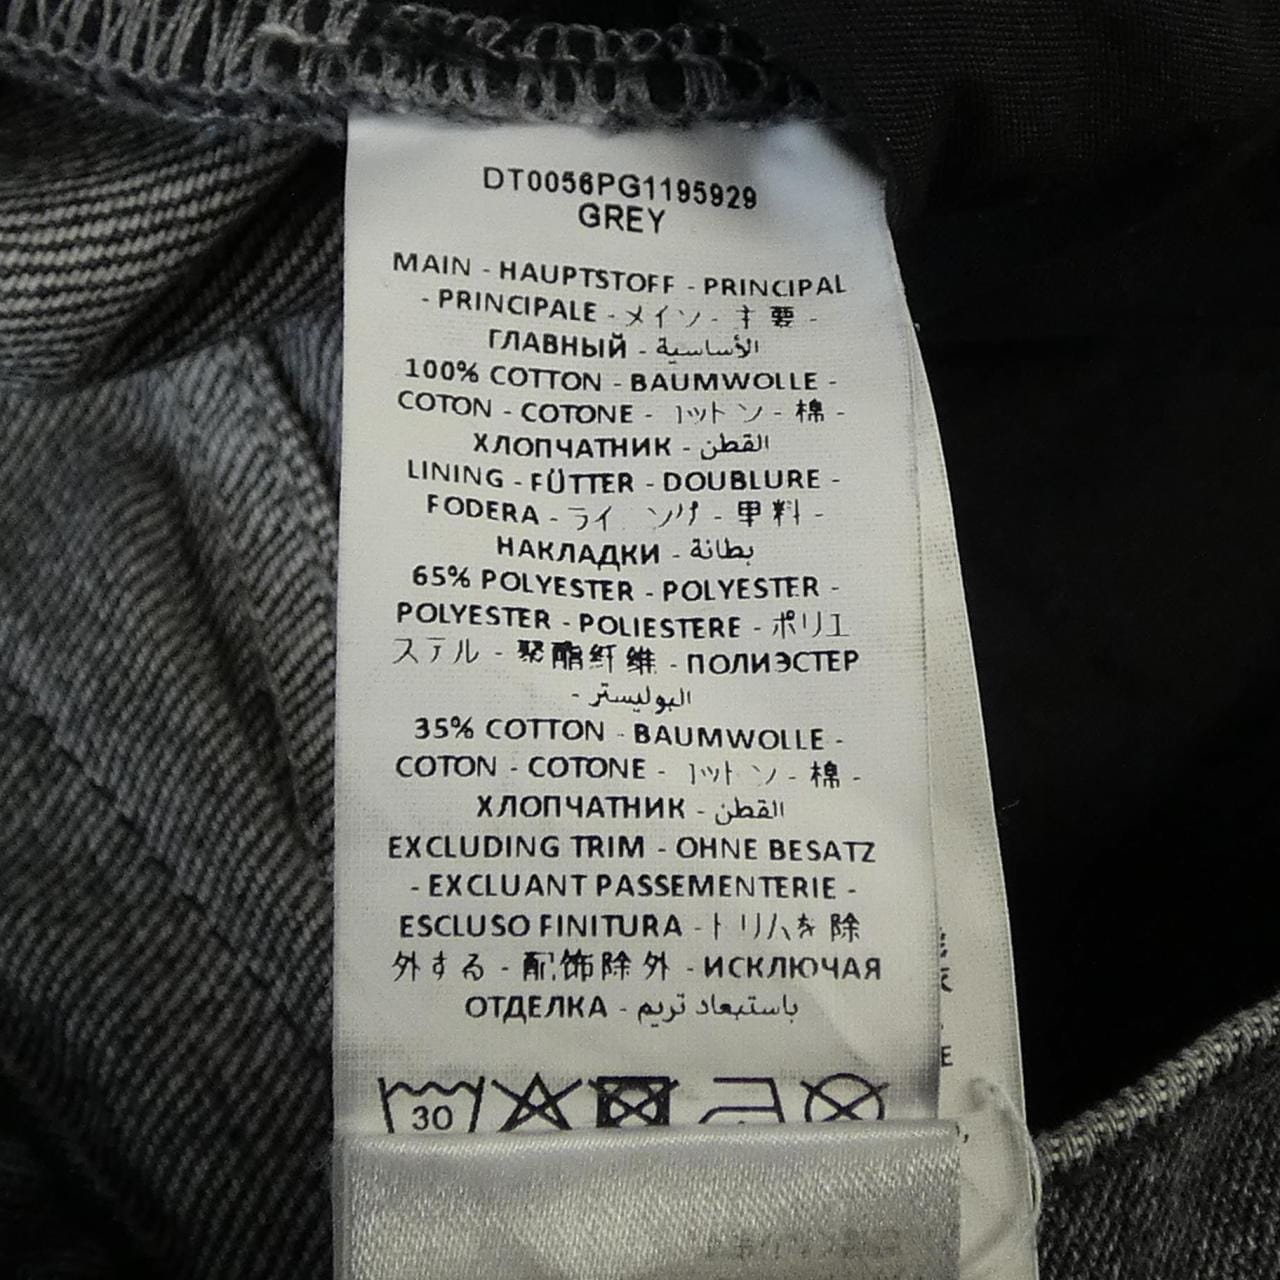 DT0056PG1195929
GREY
MAIN - HAUPTSTOFF - PRINCIPAL
- PRINCIPALE - メイソ - 主要 -
ГЛАВНЫЙ - الأساسية
100% COTTON - BAUMWOLLE -
COTON - COTONE - コットン - 棉 -
ХЛОПЧАТНИК - القطن
LINING - FÜTTER - DOUBLURE -
FODERA - ライ ンソ - 甲料 -
НАКЛАДКИ - بطانة
65% POLYESTER - POLYESTER -
POLYESTER - POLIESTERE - ポリエ
ステル - 聚酯纤维 - ПОЛИЭСТЕР
- البوليستر
35% COTTON - BAUMWOLLE -
COTON - COTONE - コットン - 棉 -
ХЛОПЧАТНИК - القطن
EXCLUDING TRIM - OHNE BESATZ
- EXCLUANT PASSEMENTERIE -
ESCLUSO FINITURA - トリムを除
外する - 配饰除外 - ИСКЛЮЧАЯ
ОТДЕЛКА - باستبعاد تريم
30